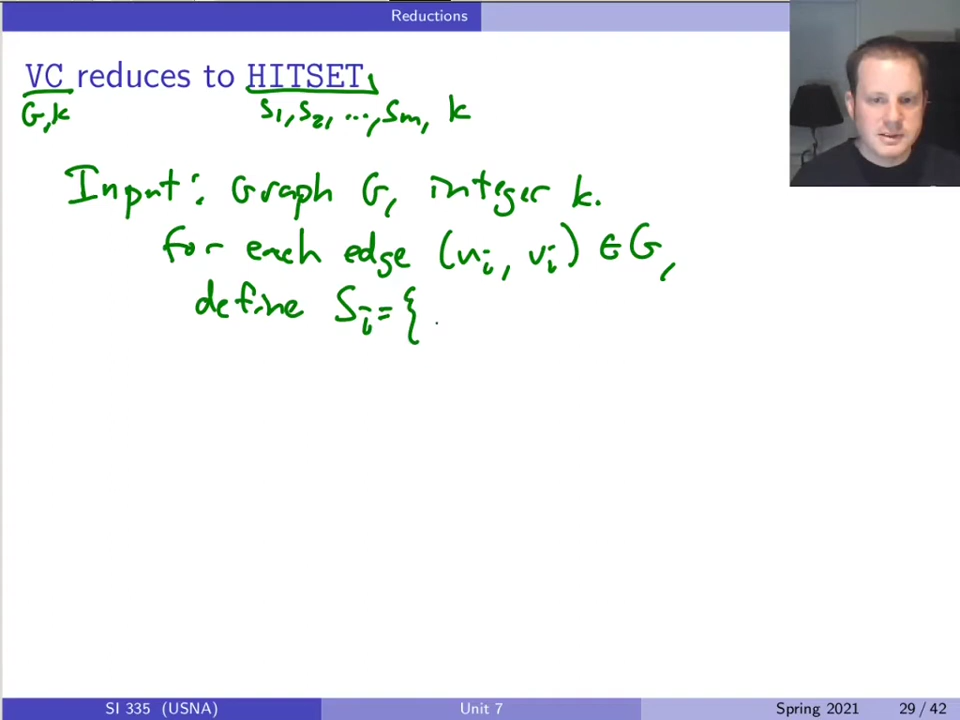 Reductions
VC reduces to HITSET
G,k S1, S2, ..., Sm, k
Input: Graph G, integer k.
for each edge (ui, vi) ∈ G,
define Si = {
SI 335 (USNA) Unit 7 Spring 2021 29 / 42